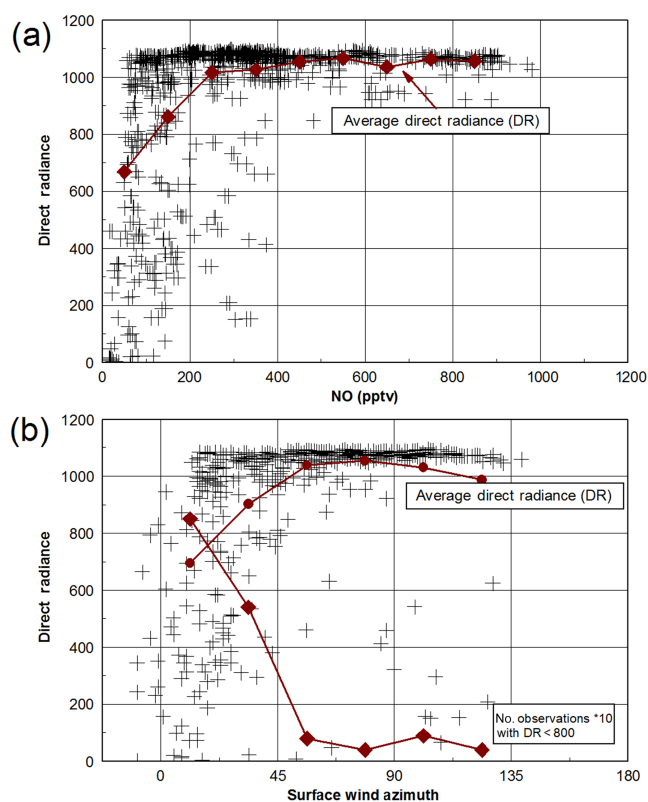 (a)
1200
1000
800
600
400
200
0
Direct radiance
Average direct radiance (DR)
0 200 400 600 800 1000 1200
NO (pptv)
(b)
1200
1000
800
600
400
200
0
Direct radiance
Average direct radiance (DR)
No. observations *10
with DR < 800
0 45 90 135 180
Surface wind azimuth